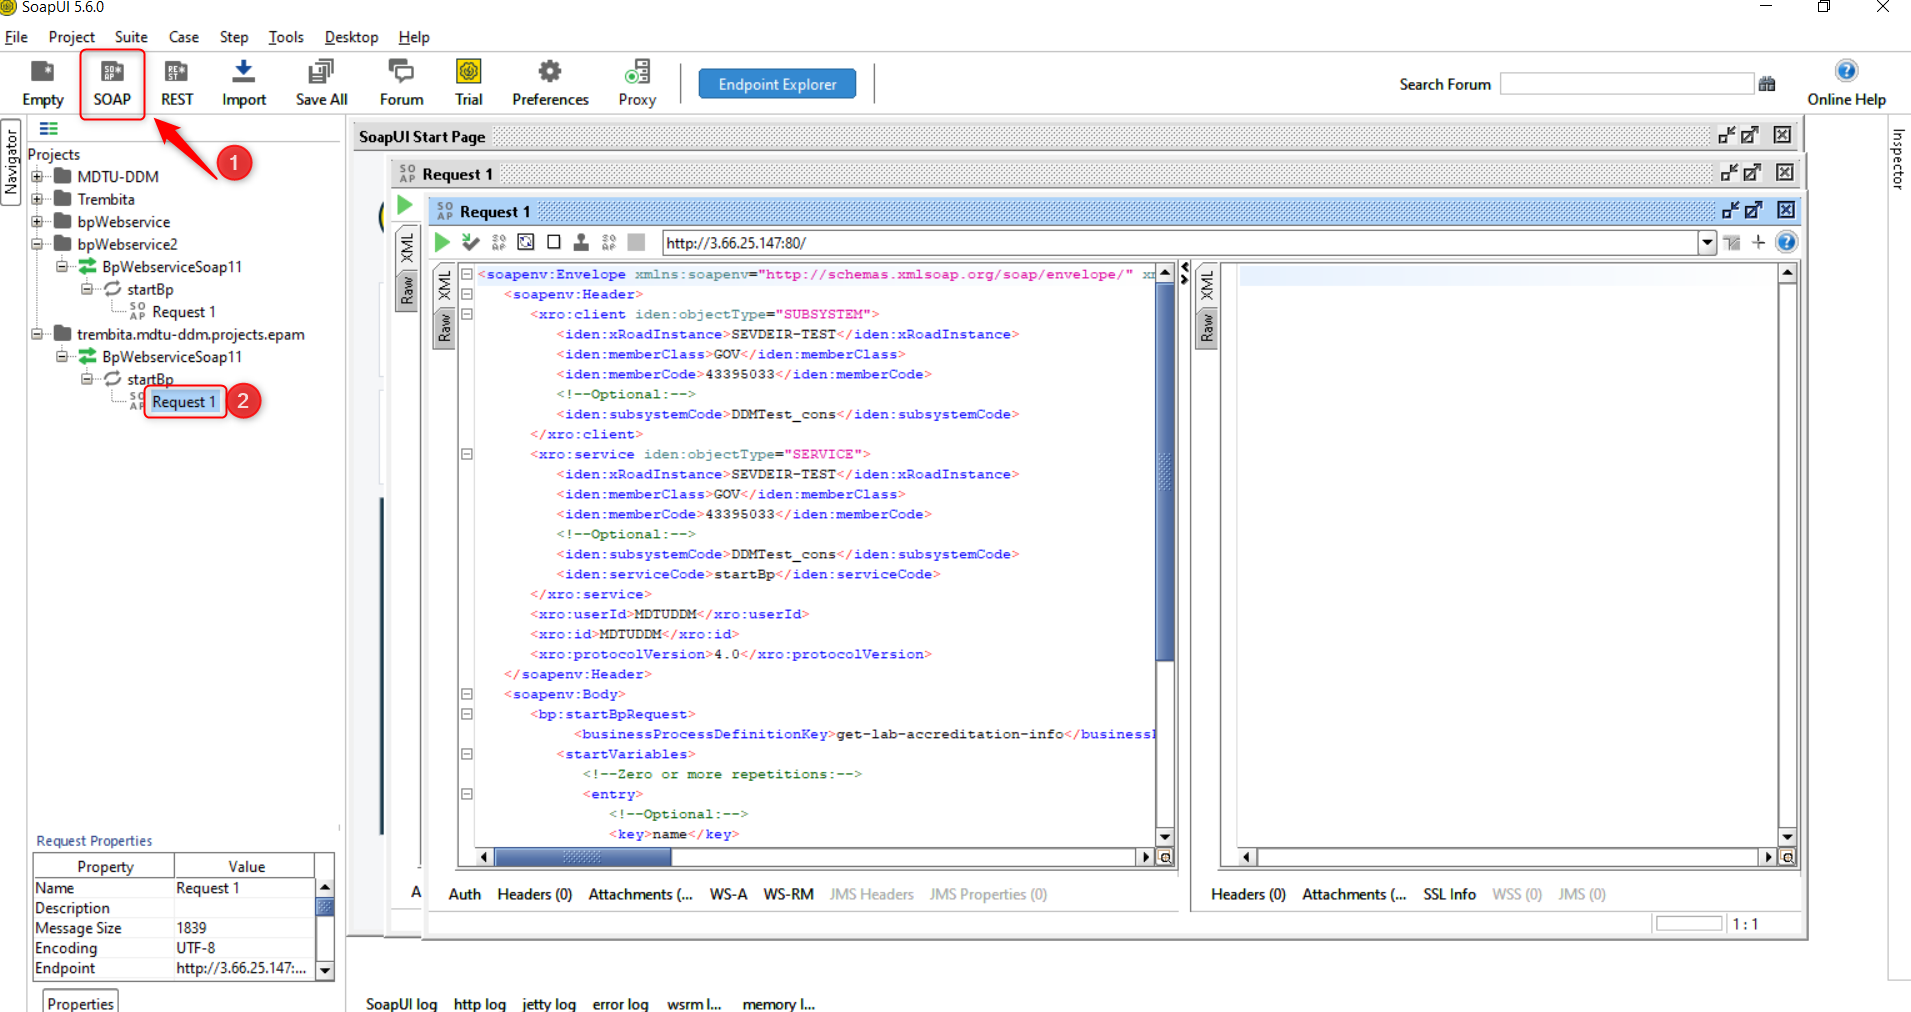 SoapUI 5.6.0
File Project Suite Case Step Tools Desktop Help
Empty SOAP REST Import Save All Forum Trial Preferences Proxy Endpoint Explorer Search Forum Online Help
1
Navigator
Projects
MDTU-DDM
Trembita
bpWebservice
bpWebservice2
BpWebserviceSoap11
startBp
Request 1
trembita.mdtu-ddm.projects.epam
BpWebserviceSoap11
startBp
Request 1
2
Request Properties
Property Value
Name Request 1
Description
Message Size 1839
Encoding UTF-8
Endpoint http://3.66.25.147:...
Properties
SoapUI Start Page
Request 1
XML
Raw
A
Request 1
http://3.66.25.147:80/
XML
Raw
<soapenv:Envelope xmlns:soapenv="http://schemas.xmlsoap.org/soap/envelope/"
<soapenv:Header>
<xro:client iden:objectType="SUBSYSTEM">
<iden:xRoadInstance>SEVDEIR-TEST</iden:xRoadInstance>
<iden:memberClass>GOV</iden:memberClass>
<iden:memberCode>43395033</iden:memberCode>
<!--Optional:-->
<iden:subsystemCode>DDMTest_cons</iden:subsystemCode>
</xro:client>
<xro:service iden:objectType="SERVICE">
<iden:xRoadInstance>SEVDEIR-TEST</iden:xRoadInstance>
<iden:memberClass>GOV</iden:memberClass>
<iden:memberCode>43395033</iden:memberCode>
<!--Optional:-->
<iden:subsystemCode>DDMTest_cons</iden:subsystemCode>
<iden:serviceCode>startBp</iden:serviceCode>
</xro:service>
<xro:userId>MDTUDDM</xro:userId>
<xro:id>MDTUDDM</xro:id>
<xro:protocolVersion>4.0</xro:protocolVersion>
</soapenv:Header>
<soapenv:Body>
<bp:startBpRequest>
<businessProcessDefinitionKey>get-lab-accreditation-info</business
<startVariables>
<!--Zero or more repetitions:-->
<entry>
<!--Optional:-->
<key>name</key>
Auth Headers (0) Attachments (... WS-A WS-RM JMS Headers JMS Properties (0)
XML
Raw
Headers (0) Attachments (... SSL Info WSS (0) JMS (0)
1 : 1
Inspector
SoapUI log http log jetty log error log wsrm l... memory l...